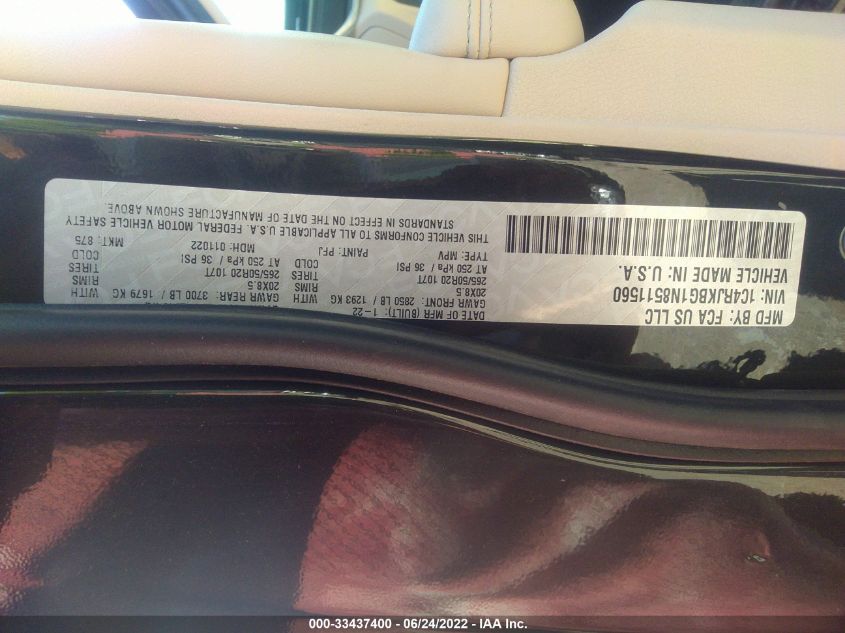 MFD BY: FCA US LLC
DATE OF MFR (BUILT): 1-22
VIN: 1C4RJKBG1N8511560
GAWR FRONT: 2850 LB / 1293 KG WITH
20X8.5 RIMS
265/50R20 107T TIRES
AT 250 kPa / 36 PSI COLD
GAWR REAR: 3700 LB / 1679 KG WITH
20X8.5 RIMS
265/50R20 107T TIRES
AT 250 kPa / 36 PSI COLD
VEHICLE MADE IN: U.S.A.
TYPE: MPV PAINT: PFJ MDH: 011022 MKT: 875
THIS VEHICLE CONFORMS TO ALL APPLICABLE U.S.A. FEDERAL MOTOR VEHICLE SAFETY
STANDARDS IN EFFECT ON THE DATE OF MANUFACTURE SHOWN ABOVE.
000-33437400 - 06/24/2022 - IAA Inc.